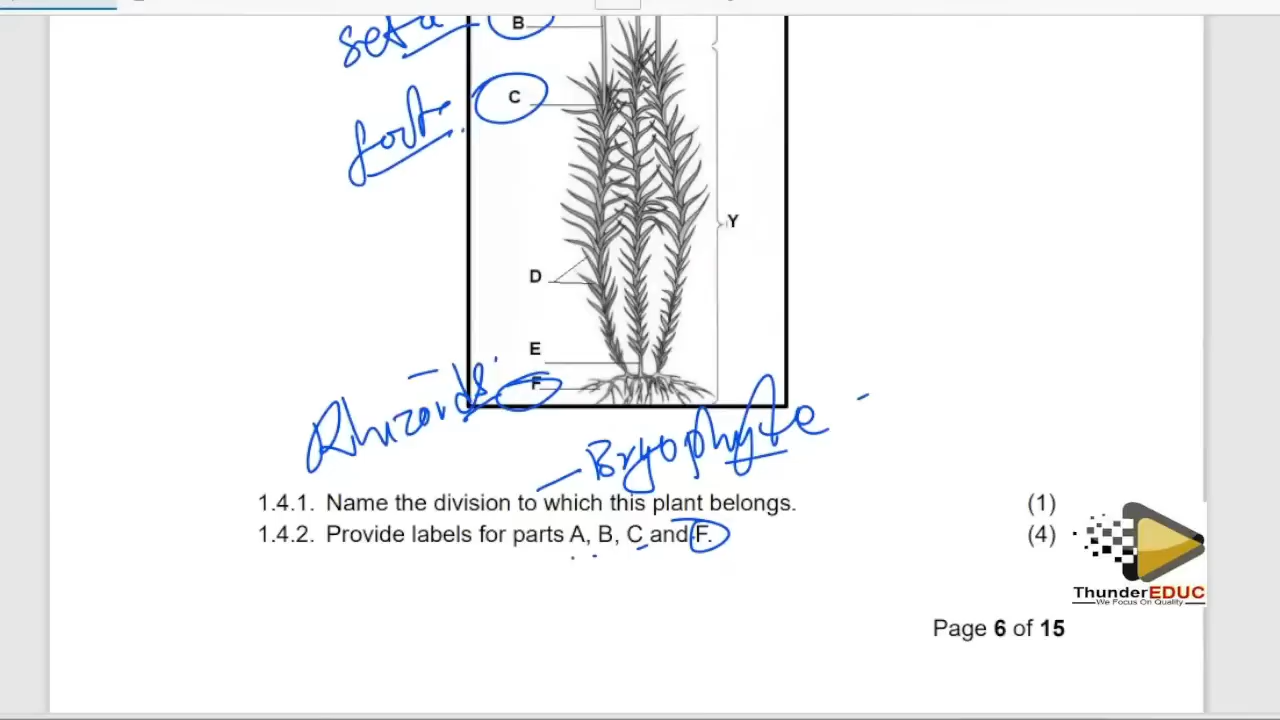 seta
B
C
foot.
Y
D
E
F
Rhizoids
Bryophyte
1.4.1. Name the division to which this plant belongs. (1)
1.4.2. Provide labels for parts A, B, C and F. (4)
ThunderEDUC
We Focus On Quality
Page 6 of 15